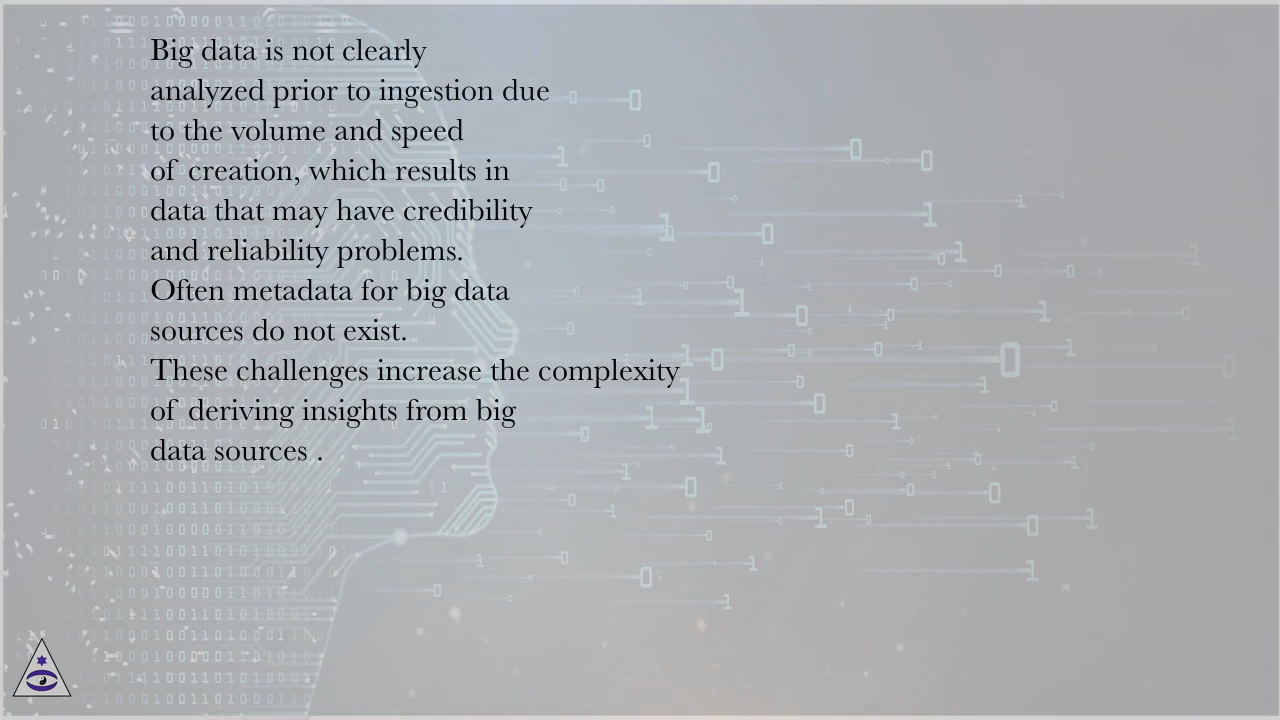 Big data is not clearly
analyzed prior to ingestion due
to the volume and speed
of creation, which results in
data that may have credibility
and reliability problems.
Often metadata for big data
sources do not exist.
These challenges increase the complexity
of deriving insights from big
data sources .